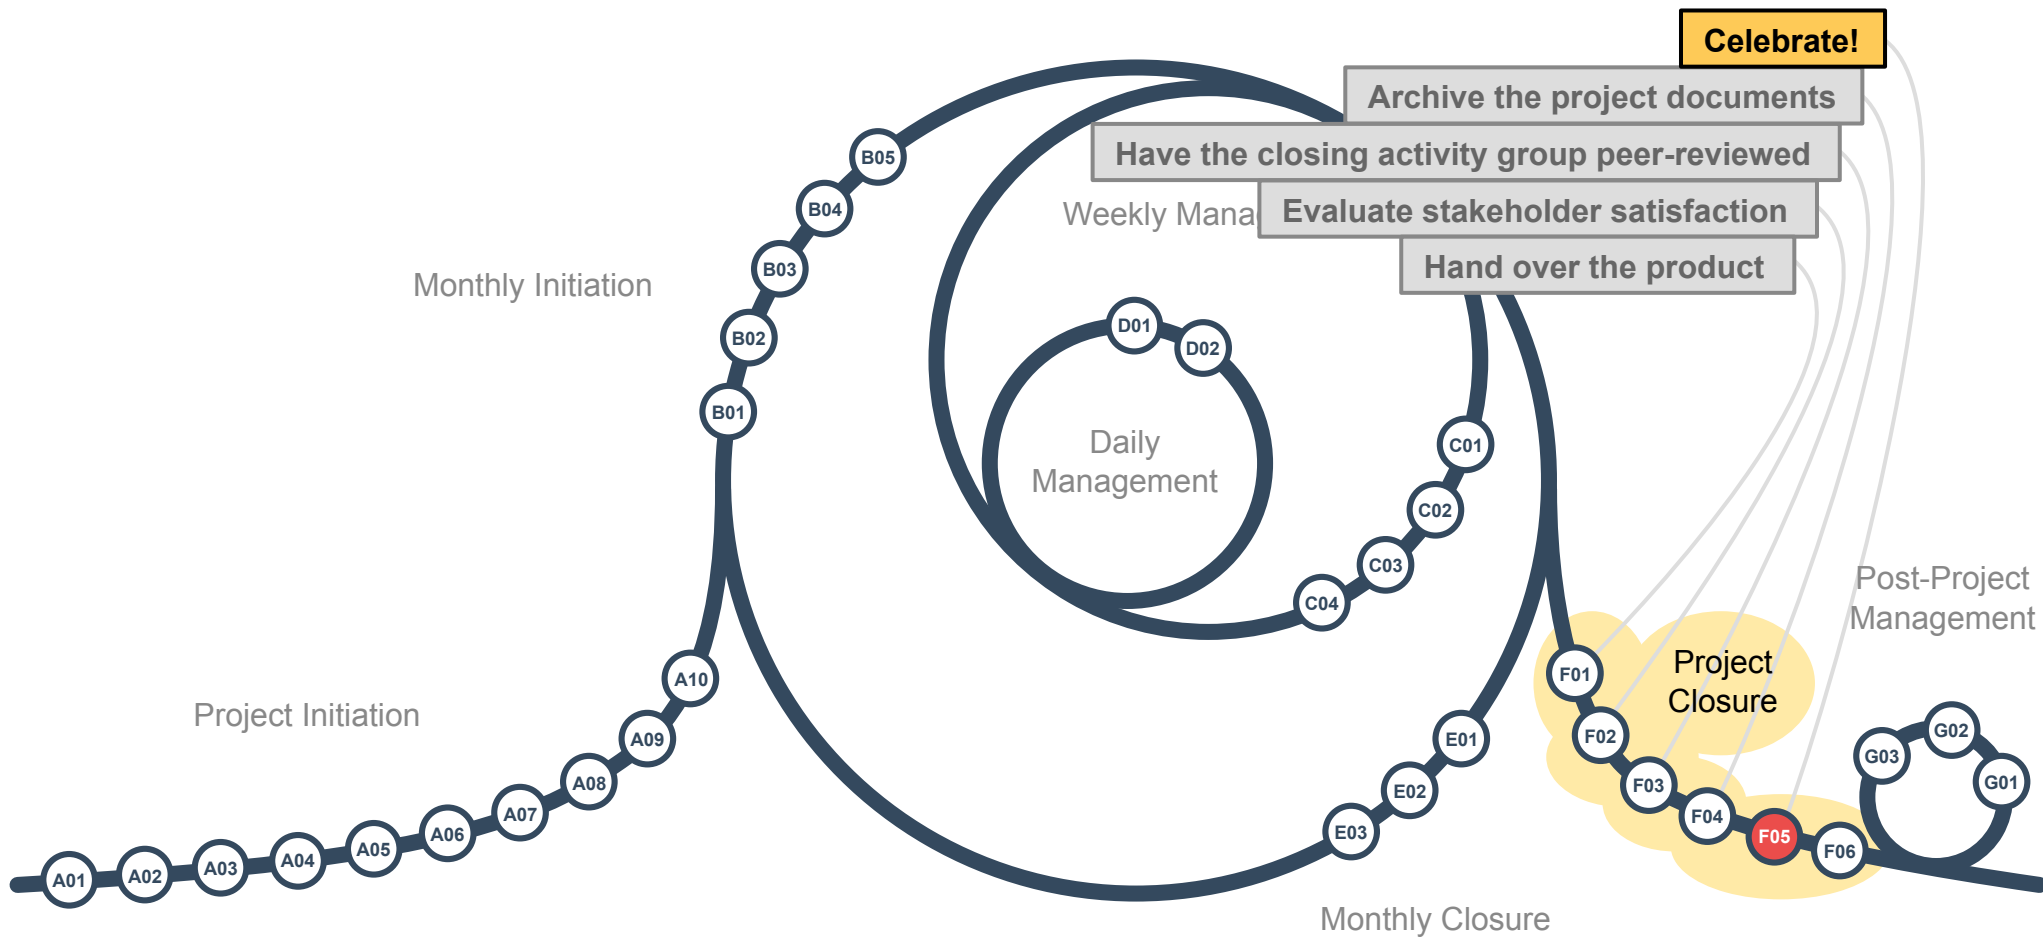 Celebrate!
Archive the project documents
Have the closing activity group peer-reviewed
Weekly Mana
Evaluate stakeholder satisfaction
Hand over the product
Monthly Initiation
B05
B04
B03
B02
B01
D01
D02
Daily
Management
C01
C02
C03
C04
Post-Project
Management
Project
Closure
Project Initiation
A10
A09
A08
A07
A06
A05
A04
A03
A02
A01
E01
E02
E03
Monthly Closure
F01
F02
F03
F04
F05
F06
G03
G02
G01